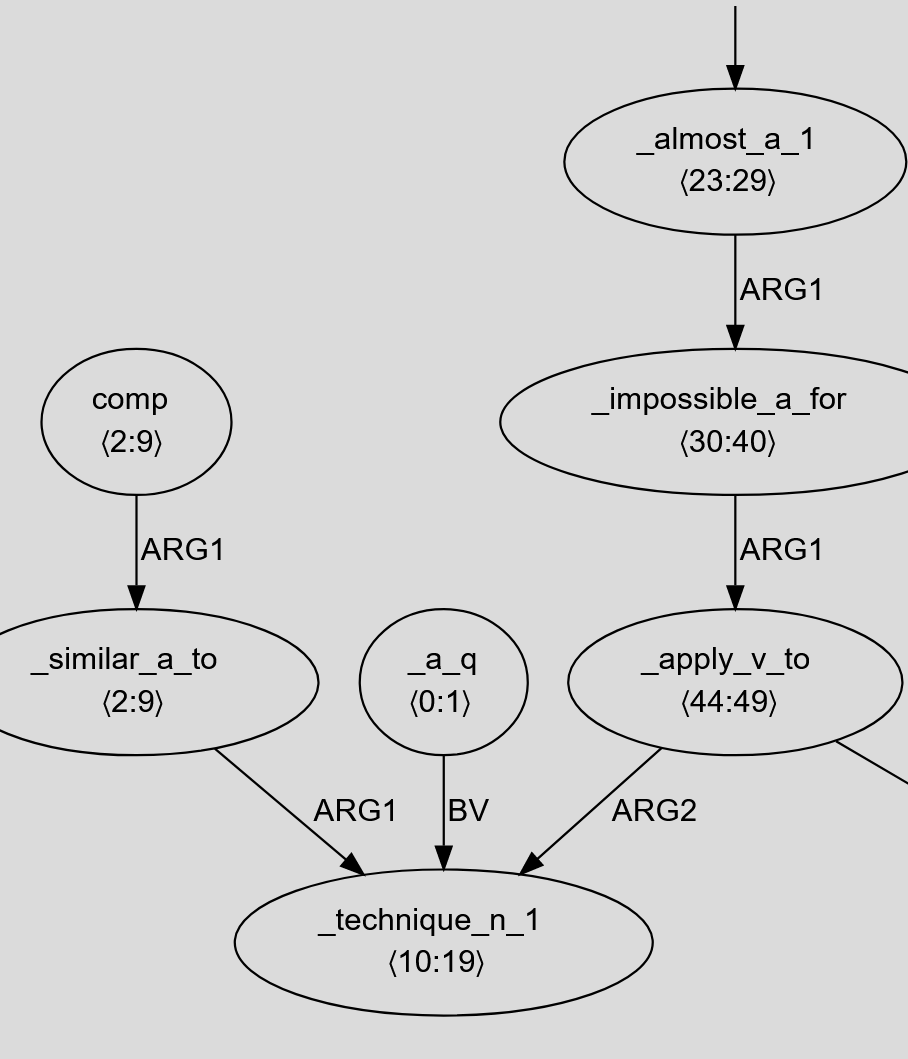 _almost_a_1
⟨23:29⟩
ARG1
comp
⟨2:9⟩
_impossible_a_for
⟨30:40⟩
ARG1
ARG1
_similar_a_to
⟨2:9⟩
_a_q
⟨0:1⟩
_apply_v_to
⟨44:49⟩
ARG1
BV
ARG2
_technique_n_1
⟨10:19⟩